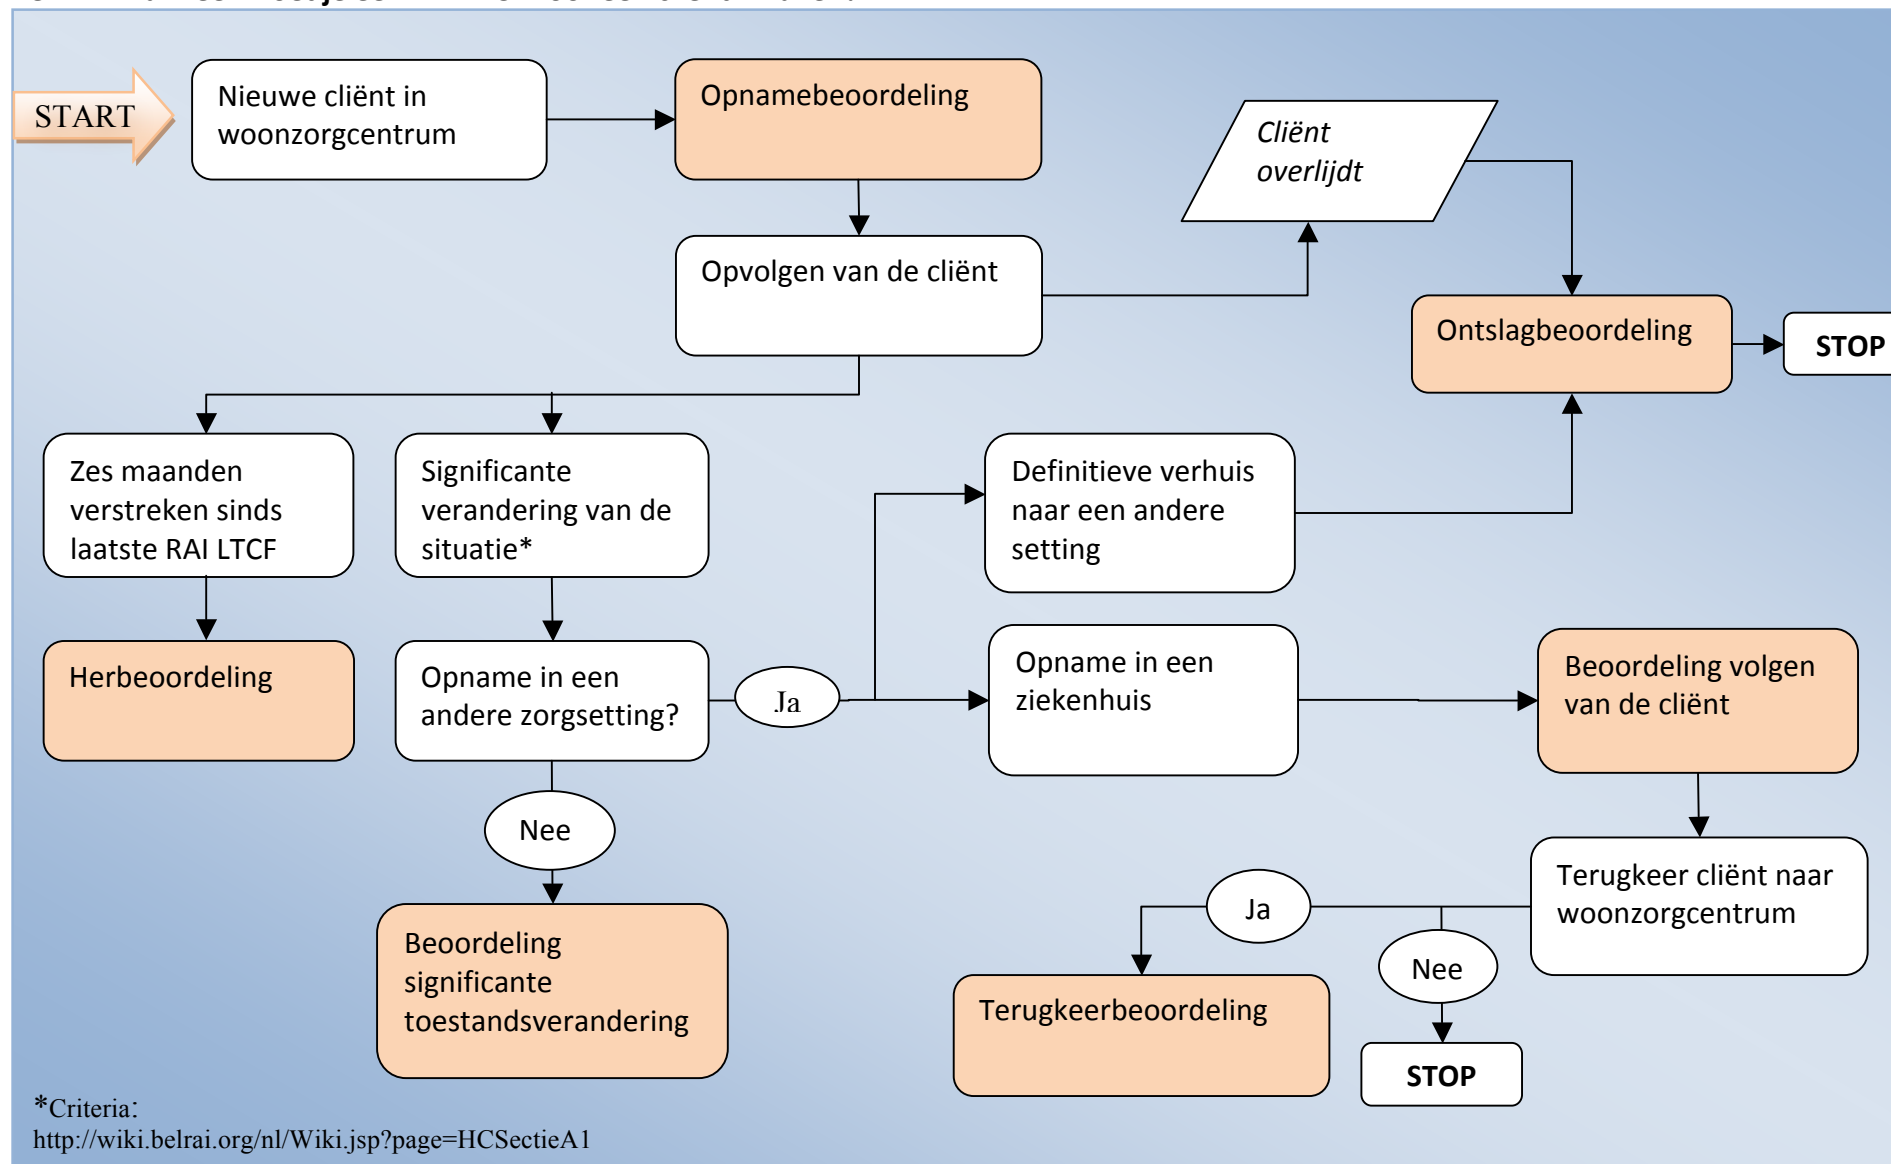 START
Nieuwe cliënt in
woonzorgcentrum
Opnamebeoordeling
Cliënt
overlijdt
Opvolgen van de cliënt
Ontslagbeoordeling
STOP
Zes maanden
verstreken sinds
laatste RAI LTCF
Significante
verandering van de
situatie*
Definitieve verhuis
naar een andere
setting
Herbeoordeling
Opname in een
andere zorgsetting?
Ja
Opname in een
ziekenhuis
Beoordeling volgen
van de cliënt
Nee
Terugkeer cliënt naar
woonzorgcentrum
Ja
Nee
Beoordeling
significante
toestandsverandering
Terugkeerbeoordeling
STOP
*Criteria:
http://wiki.belrai.org/nl/Wiki.jsp?page=HCSectieA1